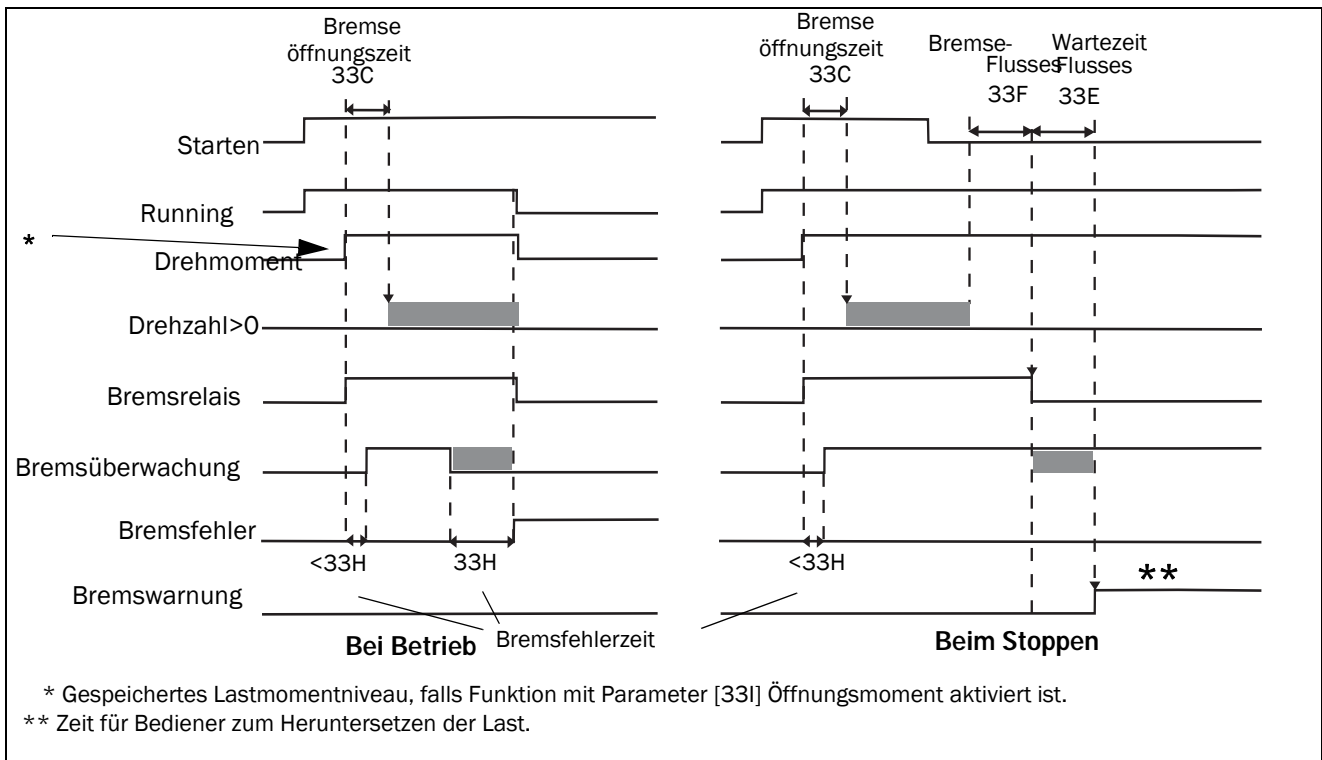 Bremse
öffnungszeit
33C
Bremse
öffnungszeit
33C
Bremse-
Flusses
33F
Wartezeit
Flusses
33E
Starten
Running
*
Drehmoment
Drehzahl>0
Bremsrelais
Bremsüberwachung
Bremsfehler
<33H
33H
<33H
Bremswarnung
**
Bei Betrieb
Bremsfehlerzeit
Beim Stoppen
* Gespeichertes Lastmomentniveau, falls Funktion mit Parameter [33I] Öffnungsmoment aktiviert ist.
** Zeit für Bediener zum Heruntersetzen der Last.